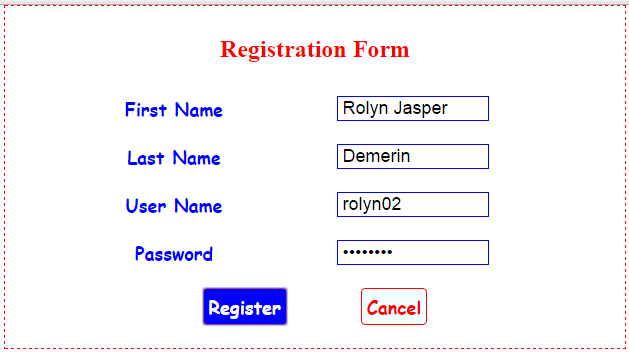 Registration Form
First Name Rolyn Jasper
Last Name Demerin
User Name rolyn02
Password ••••••••
Register Cancel